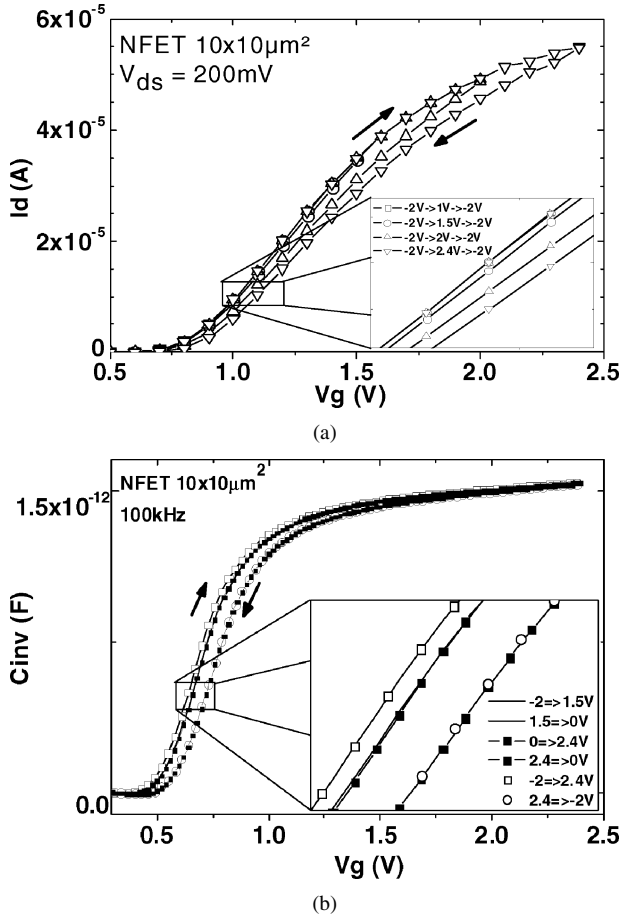 6x10⁻⁵
NFET 10x10µm²
V_ds = 200mV
4x10⁻⁵
Id (A)
2x10⁻⁵
0
-2V->1V->-2V
-2V->1.5V->-2V
-2V->2V->-2V
-2V->2.4V->-2V
1.0 1.5 2.0 2.5
Vg (V)
(a)
NFET 10x10µm²
100kHz
1.5x10⁻¹²
Cinv (F)
0.0
-2=>1.5V
1.5=>0V
0=>2.4V
2.4=>0V
-2=>2.4V
2.4=>-2V
0.5 1.0 1.5 2.0 2.5
Vg (V)
(b)